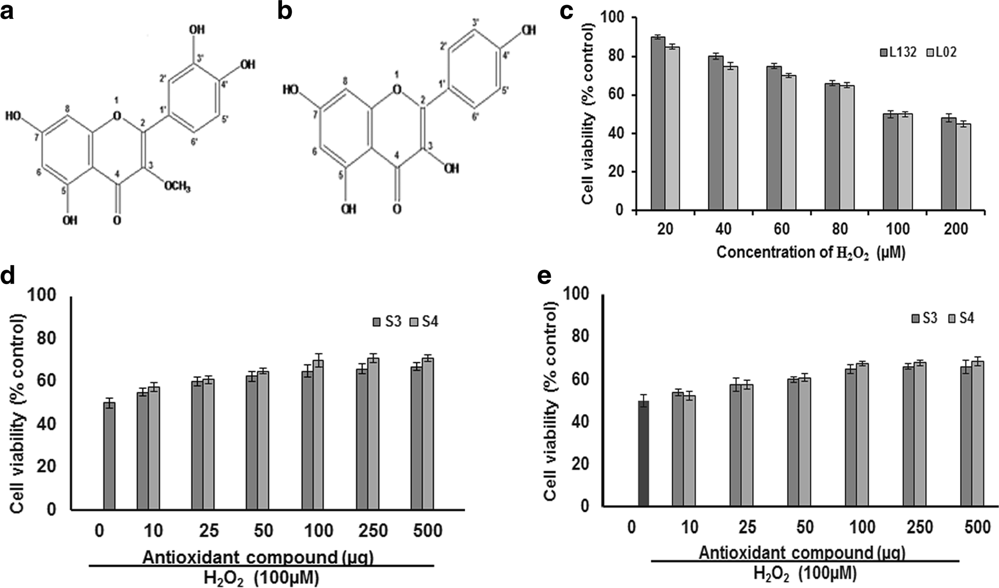 a
OH
3'
OH
2'
4'
HO
8
1
O
2
1'
5'
7
6'
6
5
4
3
OCH₃
OH
O
b
3'
OH
2'
4'
HO
8
1
O
2
1'
5'
7
6'
6
5
4
3
OH
OH
O
c
Cell viability (% control)
100
80
60
40
20
0
L132 L02
20 40 60 80 100 200
Concentration of H₂O₂ (µM)
d
Cell viability (% control)
100
80
60
40
20
0
S3 S4
0 10 25 50 100 250 500
Antioxidant compound (µg)
H₂O₂ (100µM)
e
Cell viability (% control)
100
80
60
40
20
0
S3 S4
0 10 25 50 100 250 500
Antioxidant compound (µg)
H₂O₂ (100µM)